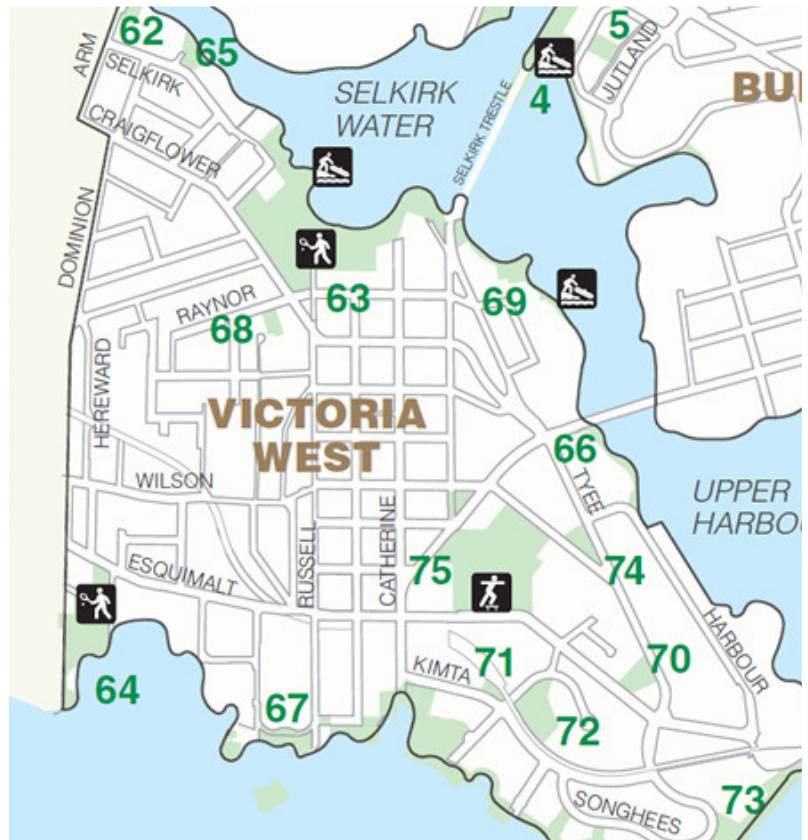 62
65
5
ARM
SELKIRK
JUTLAND
SELKIRK
WATER
4
CRAIGFLOWER
SELKIRK TRESTLE
DOMINION
RAYNOR
63
69
68
HEREWARD
VICTORIA
WEST
66
WILSON
TYEE
UPPER
RUSSELL
CATHERINE
ESQUIMALT
75
74
HARBOUR
71
70
KIMTA
64
67
72
73
SONGHEES